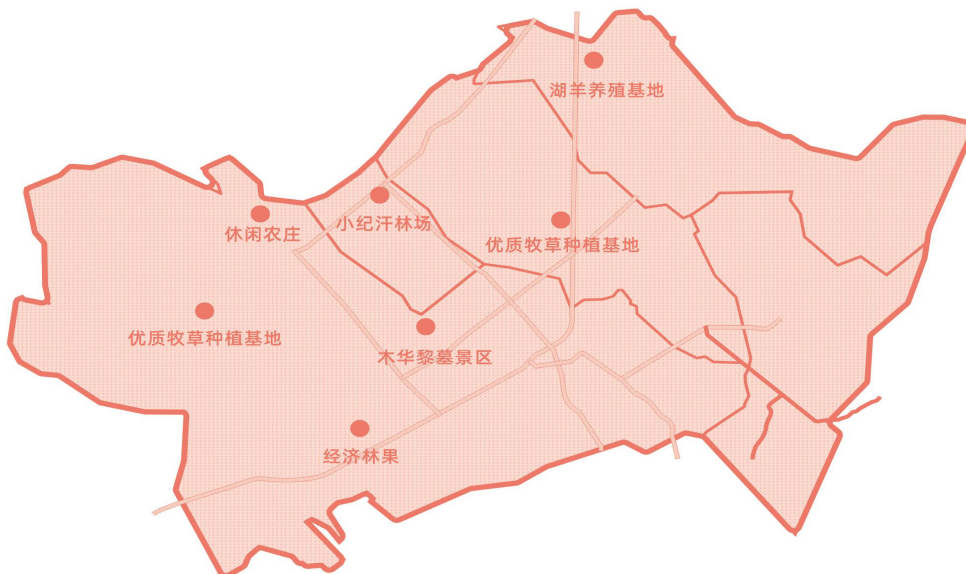 湖羊养殖基地
小纪汗林场
休闲农庄
优质牧草种植基地
优质牧草种植基地
木华黎墓景区
经济林果